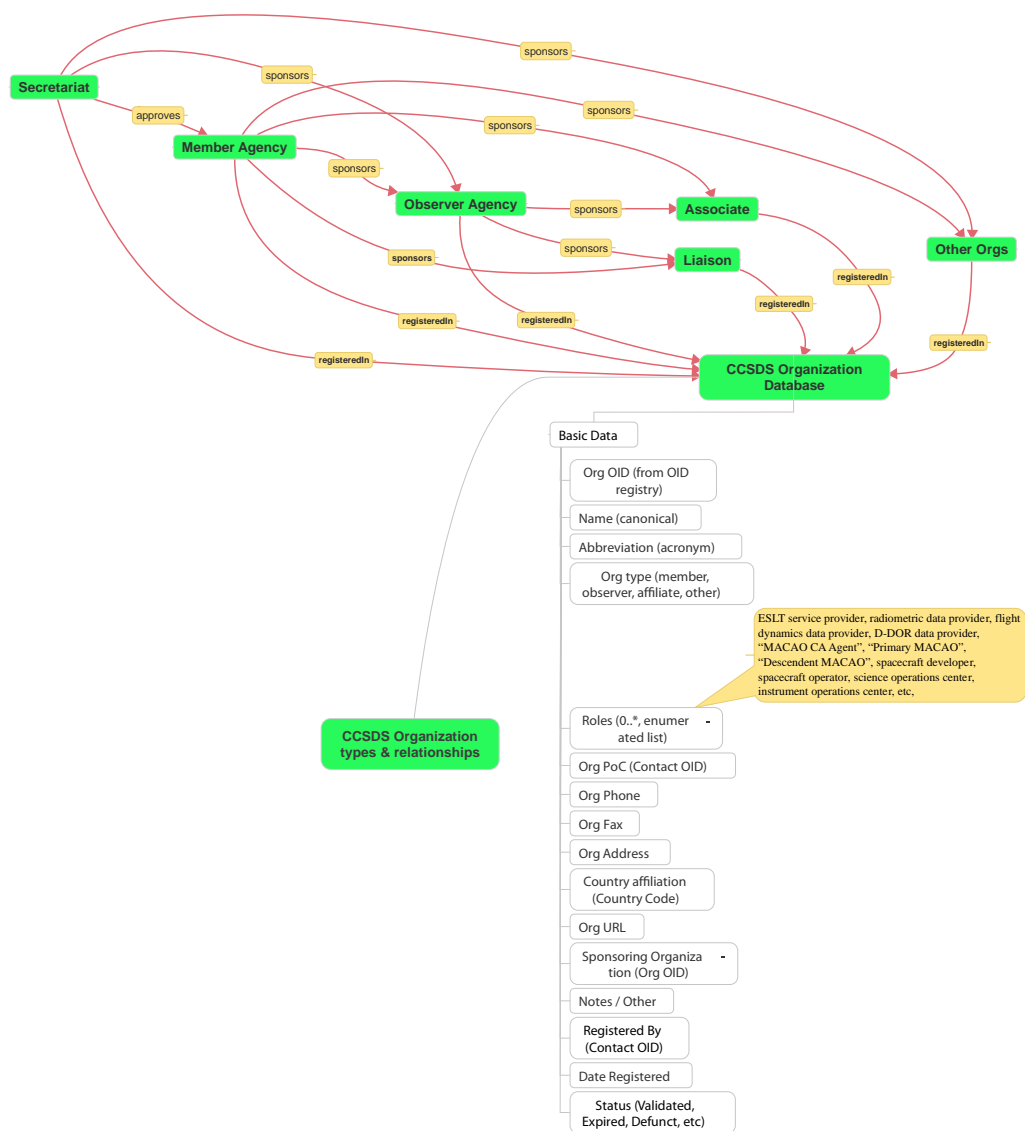 sponsors
sponsors
Secretariat
approves
sponsors
sponsors
Member Agency
sponsors
Observer Agency
sponsors
Associate
sponsors
Other Orgs
sponsors
Liaison
registeredIn
registeredIn
registeredIn
registeredIn
registeredIn
registeredIn
CCSDS Organization
Database
Basic Data
Org OID (from OID
registry)
Name (canonical)
Abbreviation (acronym)
Org type (member,
observer, affiliate, other)
ESLT service provider, radiometric data provider, flight
dynamics data provider, D-DOR data provider,
“MACAO CA Agent”, “Primary MACAO”,
“Descendent MACAO”, spacecraft developer,
spacecraft operator, science operations center,
instrument operations center, etc,
Roles (0..*, enumer -
ated list)
CCSDS Organization
types & relationships
Org PoC (Contact OID)
Org Phone
Org Fax
Org Address
Country affiliation
(Country Code)
Org URL
Sponsoring Organiza -
tion (Org OID)
Notes / Other
Registered By
(Contact OID)
Date Registered
Status (Validated,
Expired, Defunct, etc)